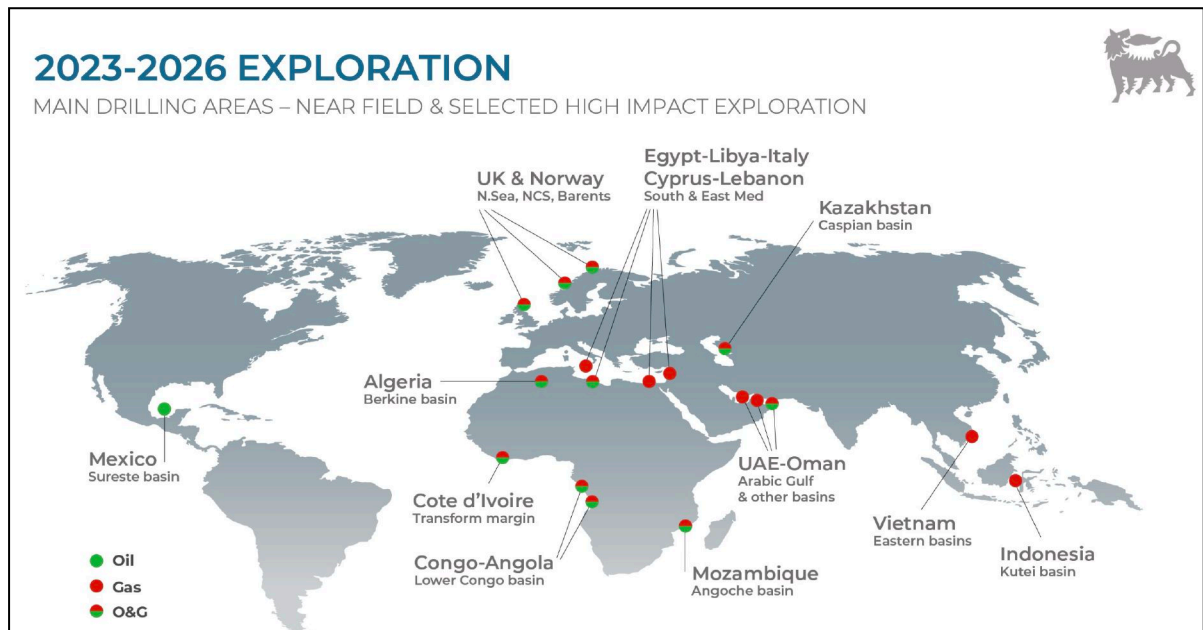 2023-2026 EXPLORATION
MAIN DRILLING AREAS – NEAR FIELD & SELECTED HIGH IMPACT EXPLORATION
UK & Norway
N.Sea, NCS, Barents
Egypt-Libya-Italy
Cyprus-Lebanon
South & East Med
Kazakhstan
Caspian basin
Algeria
Berkine basin
Mexico
Sureste basin
Cote d'Ivoire
Transform margin
Congo-Angola
Lower Congo basin
UAE-Oman
Arabic Gulf
& other basins
Mozambique
Angoche basin
Vietnam
Eastern basins
Indonesia
Kutei basin
Oil
Gas
O&G